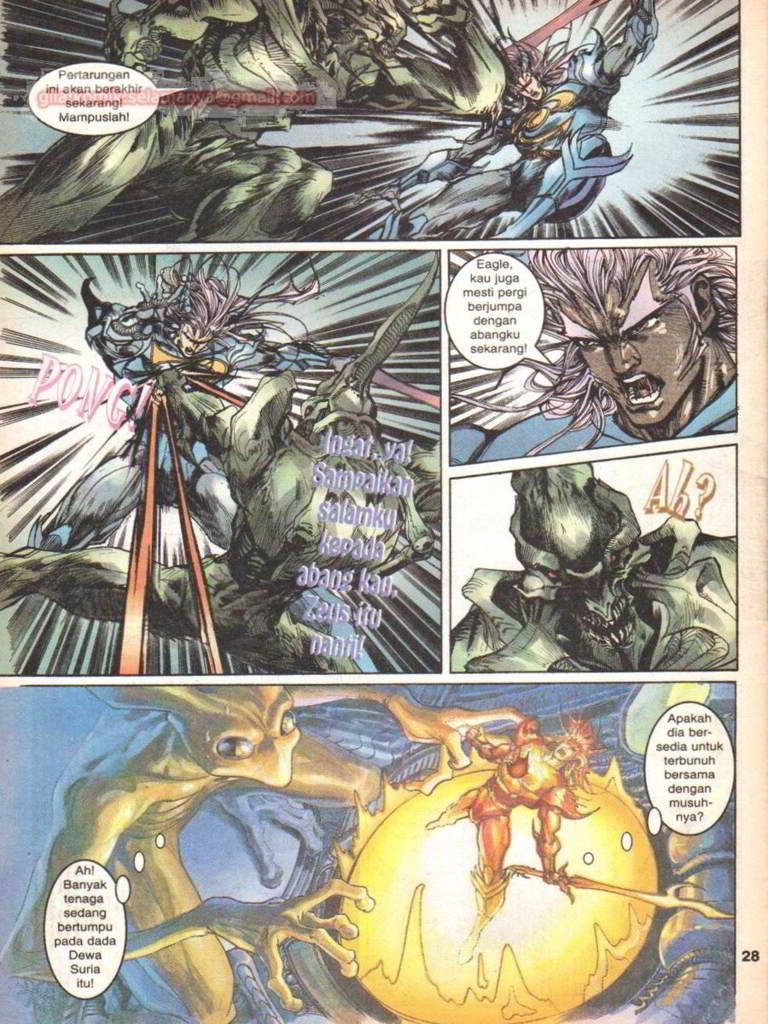 Pertarungan
ini akan berakhir
sekarang!
Mampuslah!
Eagle,
kau juga
mesti pergi
berjumpa
dengan
abangku
sekarang!
PONG!
Ingat, ya!
Sampaikan
salamku
kepada
abang kau,
Zeus itu
nanti!
Ah?
Apakah
dia ber-
sedia untuk
terbunuh
bersama
dengan
musuh-
nya?
Ah!
Banyak
tenaga
sedang
bertumpu
pada dada
Dewa
Suria
itu!
28